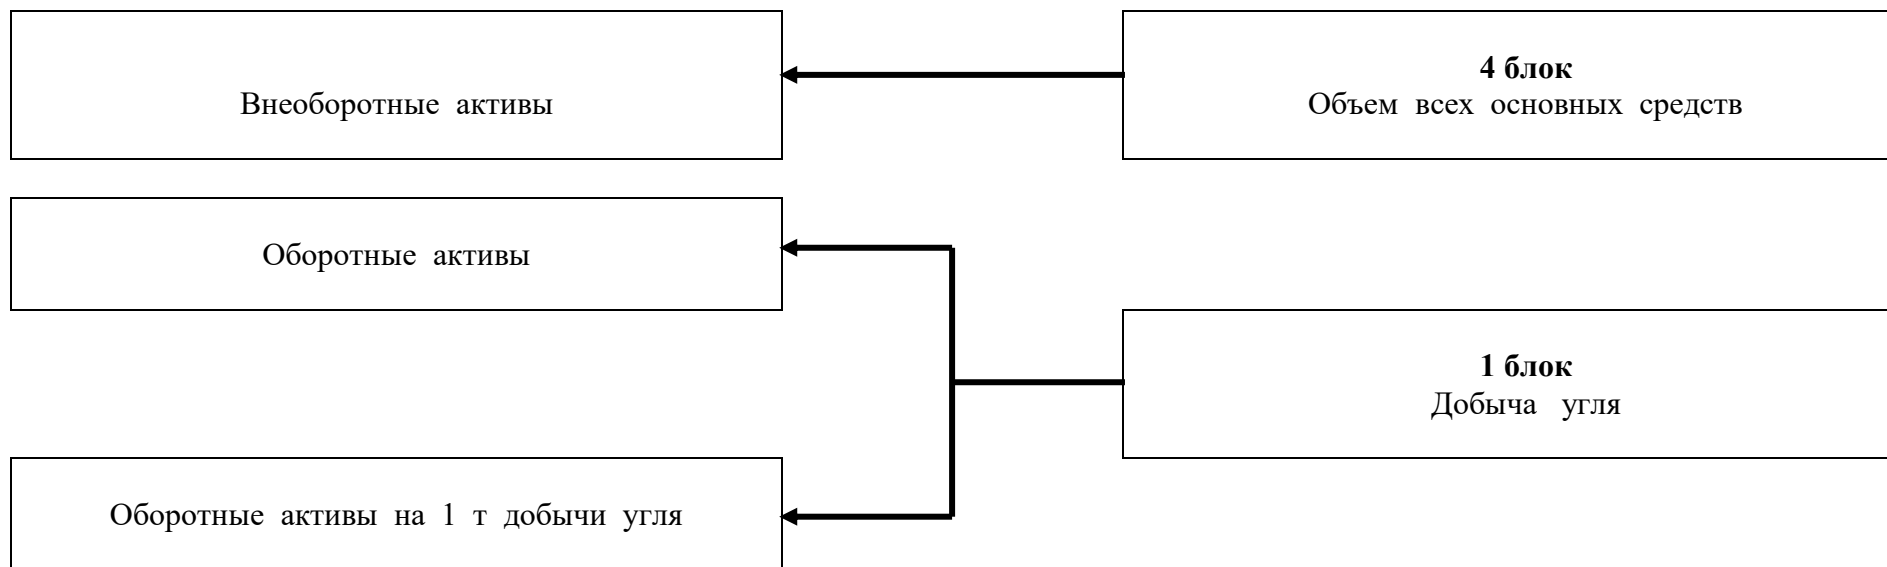 Внеоборотные активы
4 блок
Объем всех основных средств
Оборотные активы
1 блок
Добыча угля
Оборотные активы на 1 т добычи угля